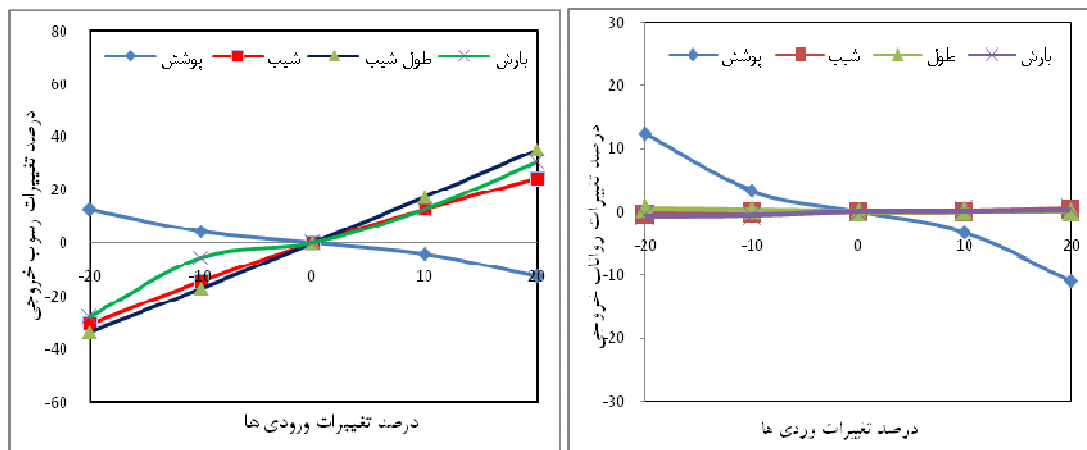 80
60
40
20
0
-20
-40
-60
-20
-10
0
10
20
پوشش
شیب
طول شیب
بارش
درصد تغییرات رسوب خروجی
درصد تغییرات ورودی ها
30
20
10
0
-10
-20
-30
-20
-10
0
10
20
پوشش
شیب
طول
بارش
درصد تغییرات رواناب خروجی
درصد تغییرات وردی ها